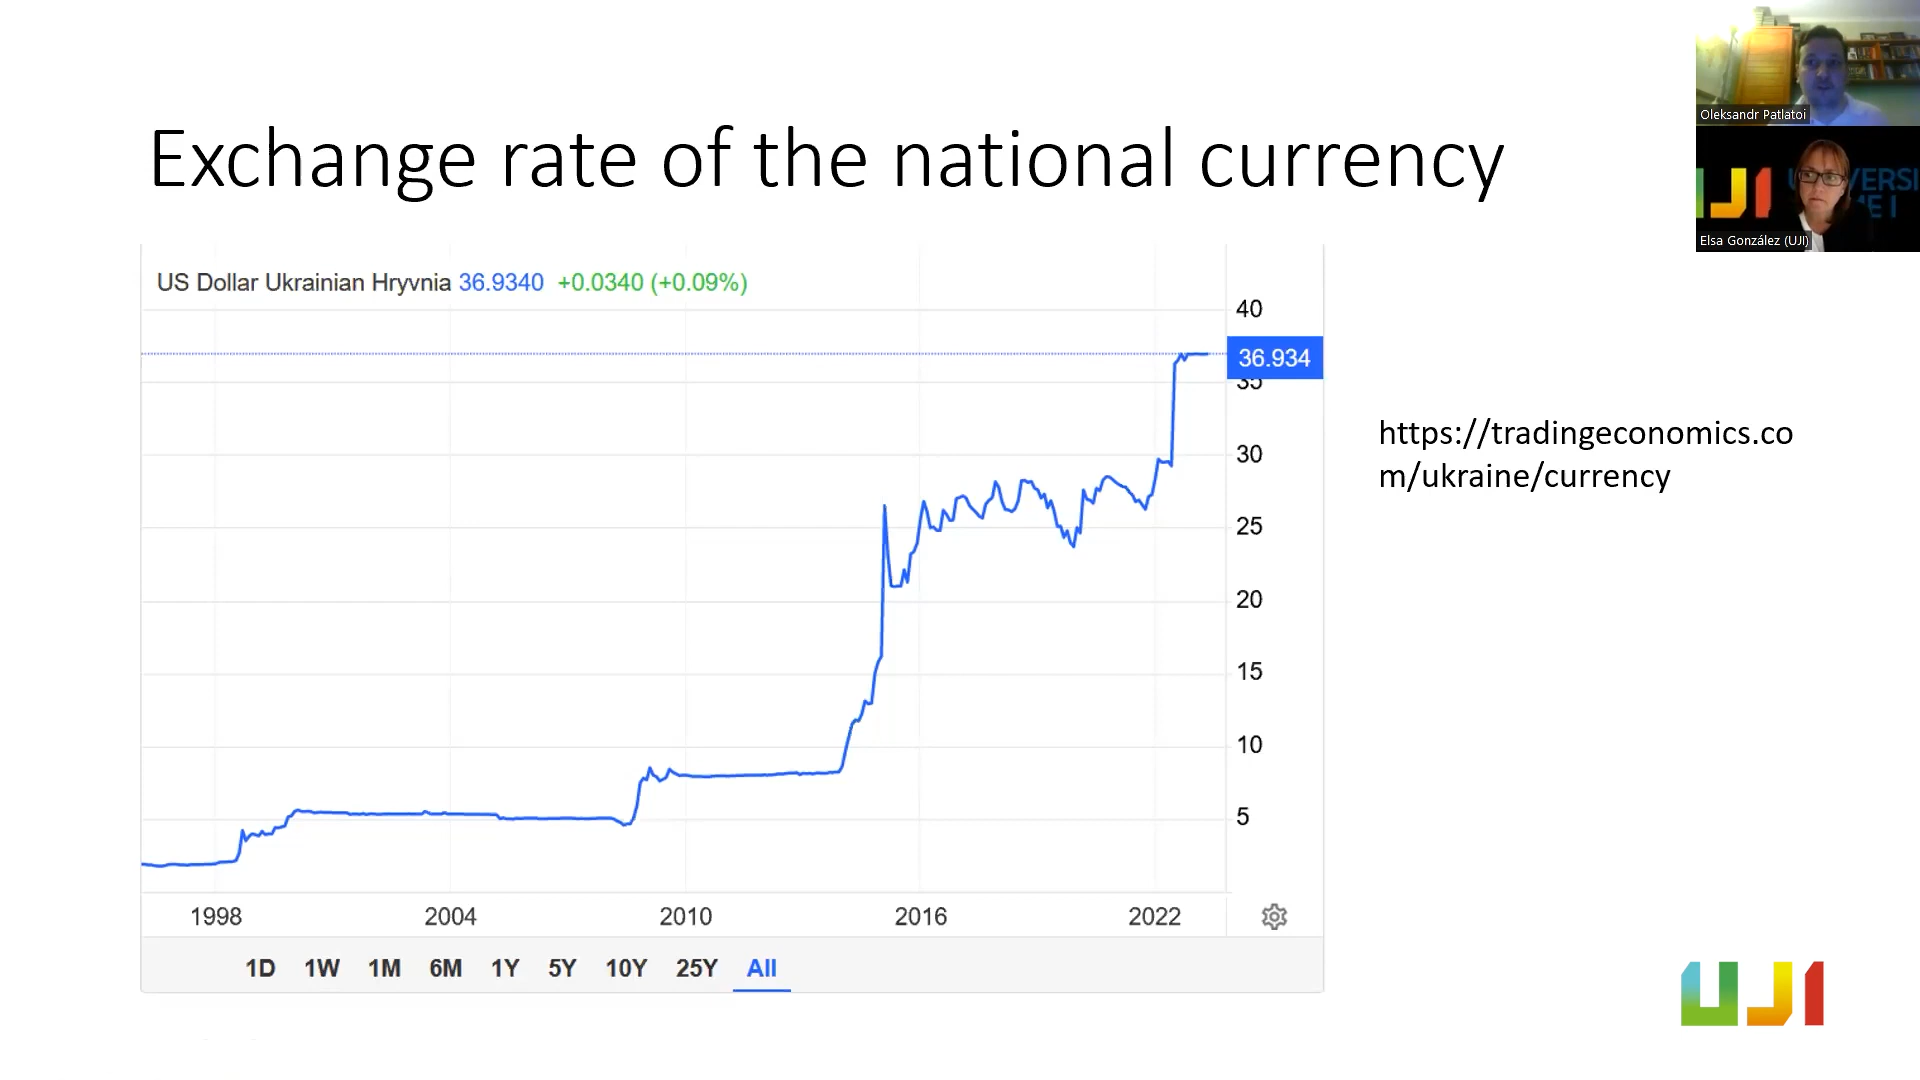 Exchange rate of the national currency
Oleksandr Patlatoi
Elsa González (UJI)
US Dollar Ukrainian Hryvnia 36.9340 +0.0340 (+0.09%)
40
36.934
35
30
25
20
15
10
5
1998 2004 2010 2016 2022
1D 1W 1M 6M 1Y 5Y 10Y 25Y All
https://tradingeconomics.co
m/ukraine/currency
UJI